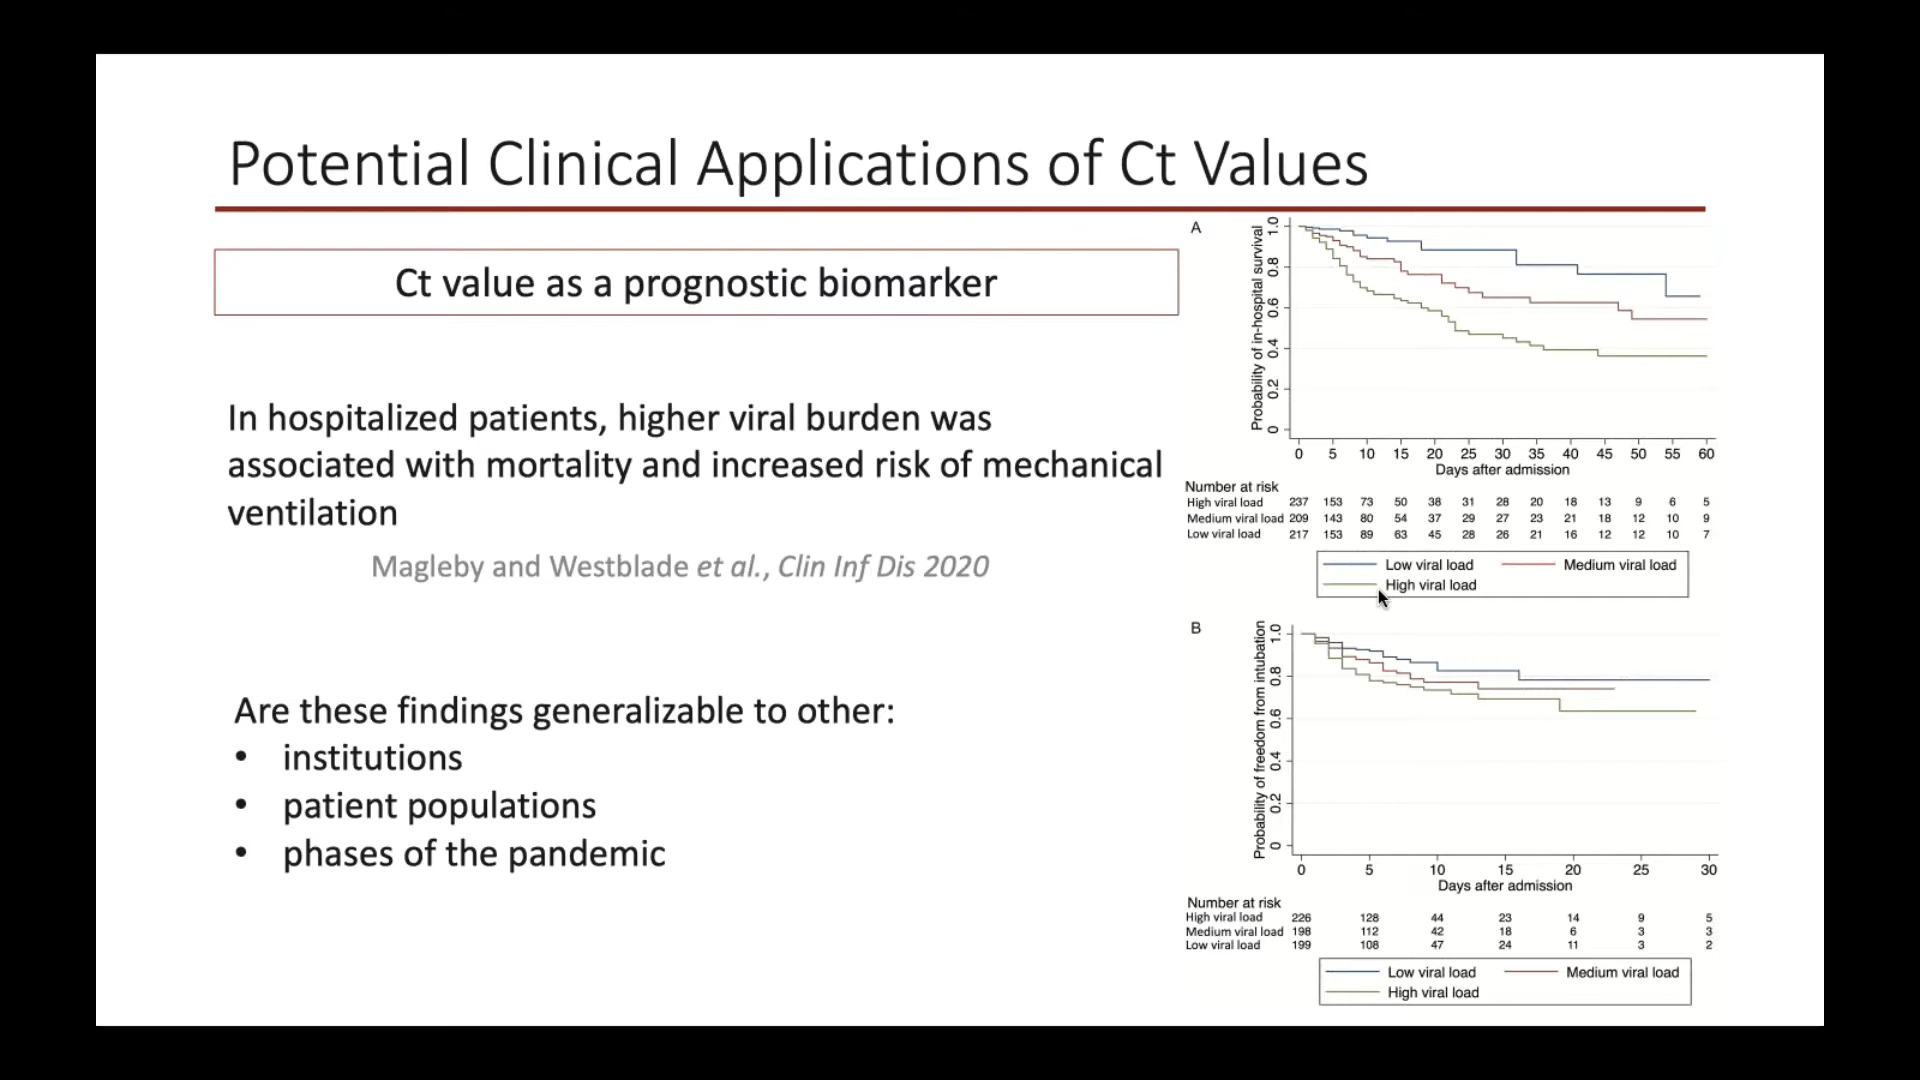 Potential Clinical Applications of Ct Values
Ct value as a prognostic biomarker
In hospitalized patients, higher viral burden was
associated with mortality and increased risk of mechanical
ventilation
Magleby and Westblade et al., Clin Inf Dis 2020
Are these findings generalizable to other:
• institutions
• patient populations
• phases of the pandemic
A
Probability of in-hospital survival
1.0
0.8
0.6
0.4
0.2
0
0 5 10 15 20 25 30 35 40 45 50 55 60
Days after admission
Number at risk
High viral load 237 153 73 50 38 31 28 20 18 13 9 6 5
Medium viral load 209 143 80 54 37 29 27 23 21 18 12 10 9
Low viral load 217 153 89 63 45 28 26 21 16 12 12 10 7
Low viral load Medium viral load
High viral load
B
Probability of freedom from intubation
1.0
0.8
0.6
0.4
0.2
0
0 5 10 15 20 25 30
Days after admission
Number at risk
High viral load 226 128 44 23 14 9 5
Medium viral load 198 112 42 18 6 3 3
Low viral load 199 108 47 24 11 3 2
Low viral load Medium viral load
High viral load